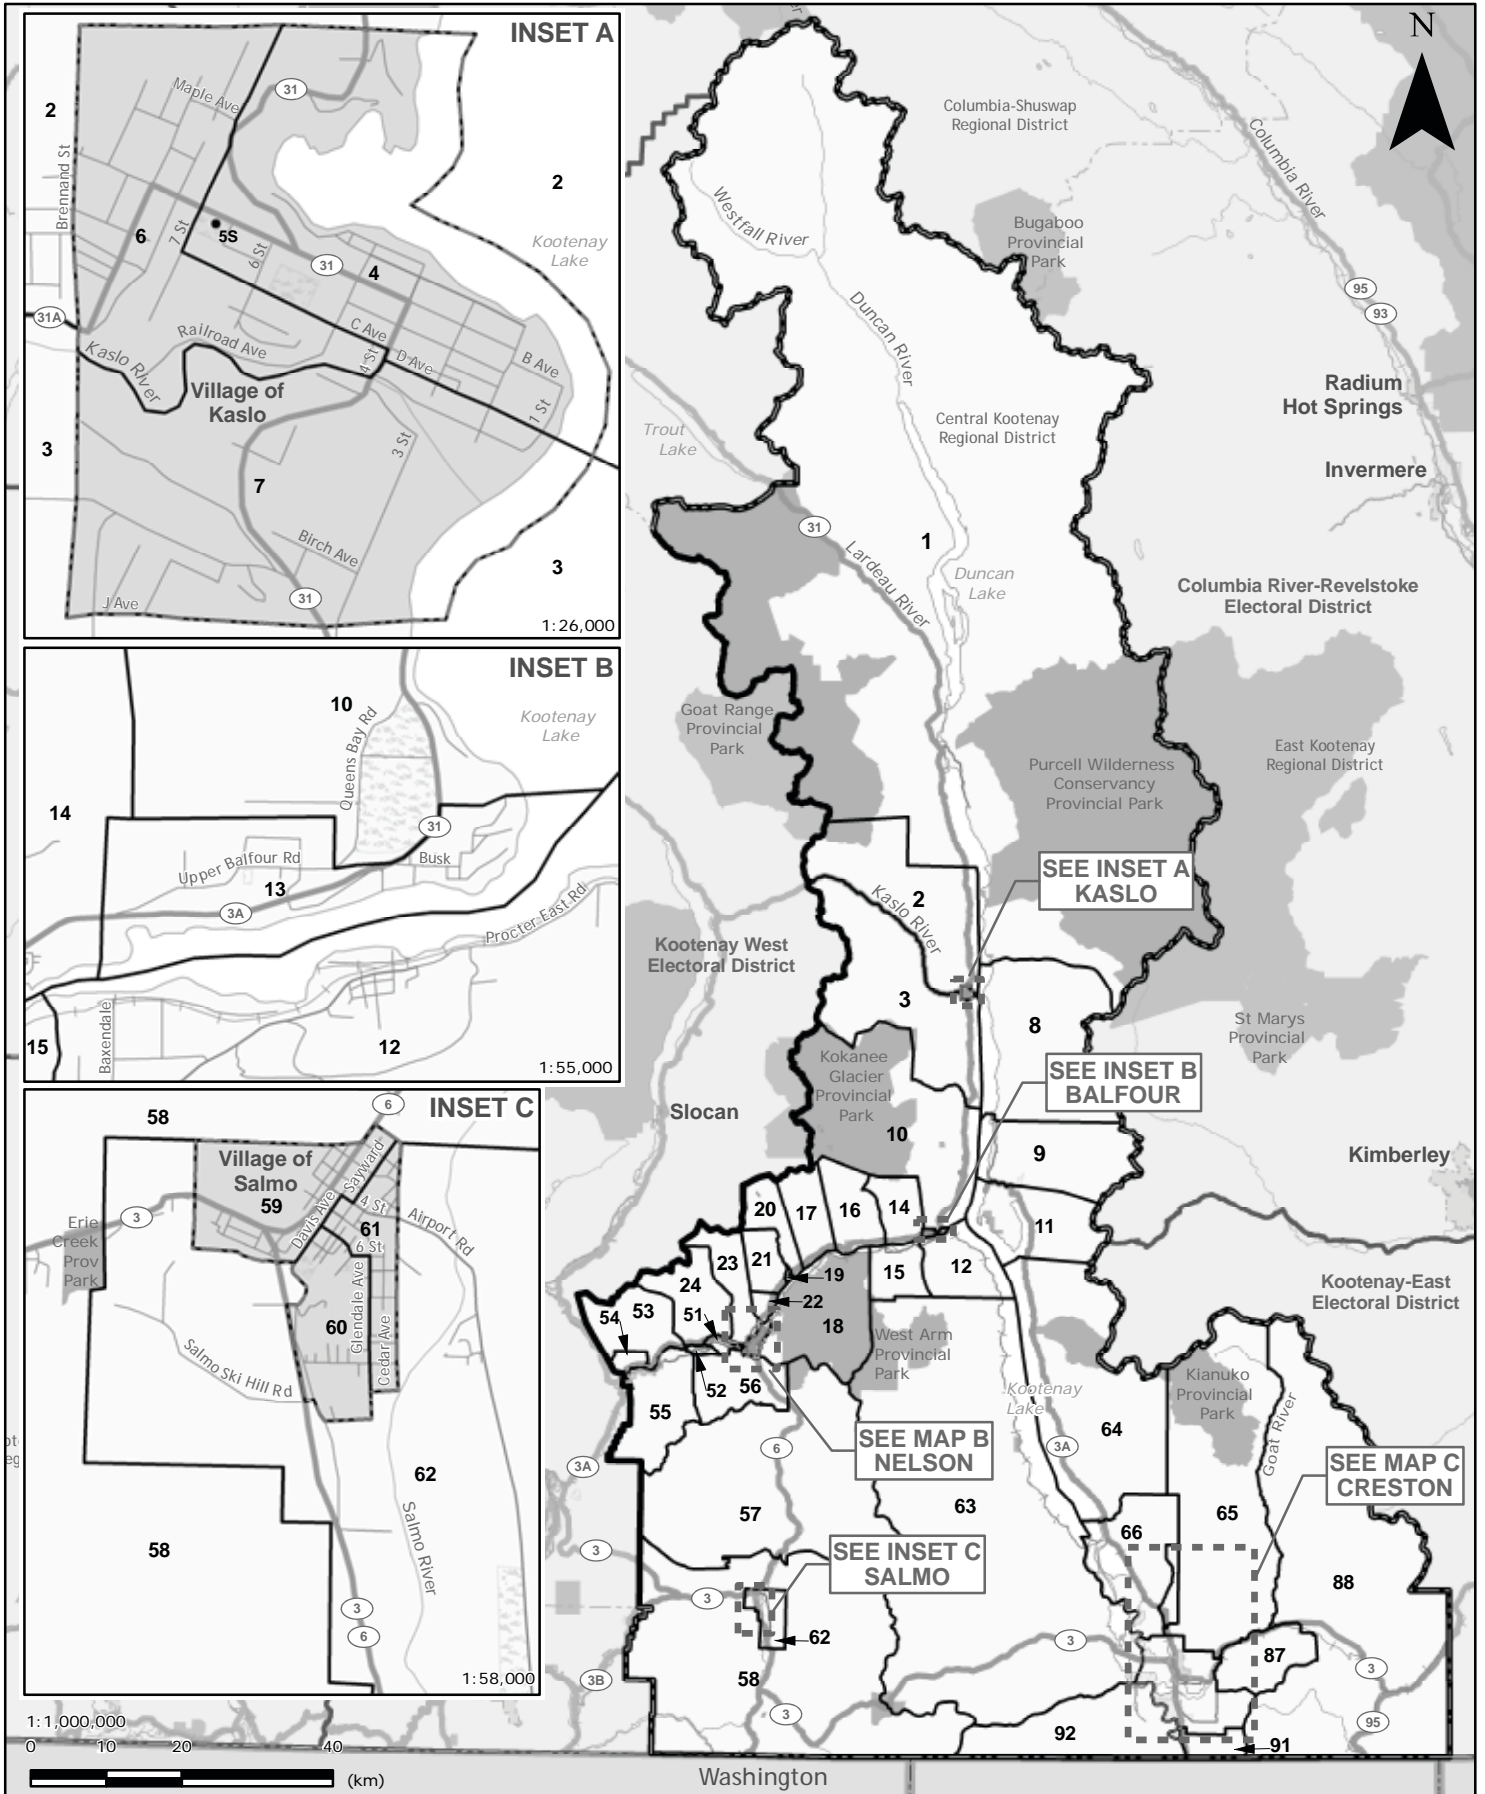 INSET A
Maple Ave
31
2
Brennand St
2
Kootenay
Lake
6
7 St
5S
6 St
31
4
31A
Kaslo River
Railroad Ave
C Ave
4 St
D Ave
B Ave
1 St
Village of
Kaslo
3 St
3
7
Birch Ave
3
J Ave
31
1:26,000
INSET B
10
Kootenay
Lake
Queens Bay Rd
14
31
Upper Balfour Rd
Busk
13
3A
Procter East Rd
15
Baxendale
12
1:55,000
INSET C
58
6
Village of
Salmo
59
Sayward
Davis Ave
4 St
61
6 St
Airport Rd
3
Erie
Creek
Prov
Park
Glendale Ave
60
Cedar Ave
Salmo Ski Hill Rd
62
Salmo River
58
3
6
1:58,000
1:1,000,000
0 10 20 40
(km)
N
Columbia-Shuswap
Regional District
Columbia River
Westfall River
Bugaboo
Provincial
Park
95
93
Duncan River
Radium
Hot Springs
Central Kootenay
Regional District
Trout
Lake
Invermere
31
1
Lardeau River
Duncan
Lake
Columbia River-Revelstoke
Electoral District
Goat Range
Provincial
Park
East Kootenay
Regional District
Purcell Wilderness
Conservancy
Provincial Park
SEE INSET A
KASLO
2
Kaslo River
Kootenay West
Electoral District
3
8
St Marys
Provincial
Park
Kokanee
Glacier
Provincial
Park
SEE INSET B
BALFOUR
Slocan
10
9
Kimberley
20
17
16
14
11
23
21
12
15
19
24
22
Kootenay-East
Electoral District
54
53
51
18
West Arm
Provincial
Park
52
56
Kootenay
Lake
Kianuko
Provincial
Park
55
64
Goat River
6
SEE MAP B
NELSON
3A
3A
SEE MAP C
CRESTON
57
63
65
66
3
SEE INSET C
SALMO
88
3
62
3
87
3
3B
58
3
92
95
91
Washington